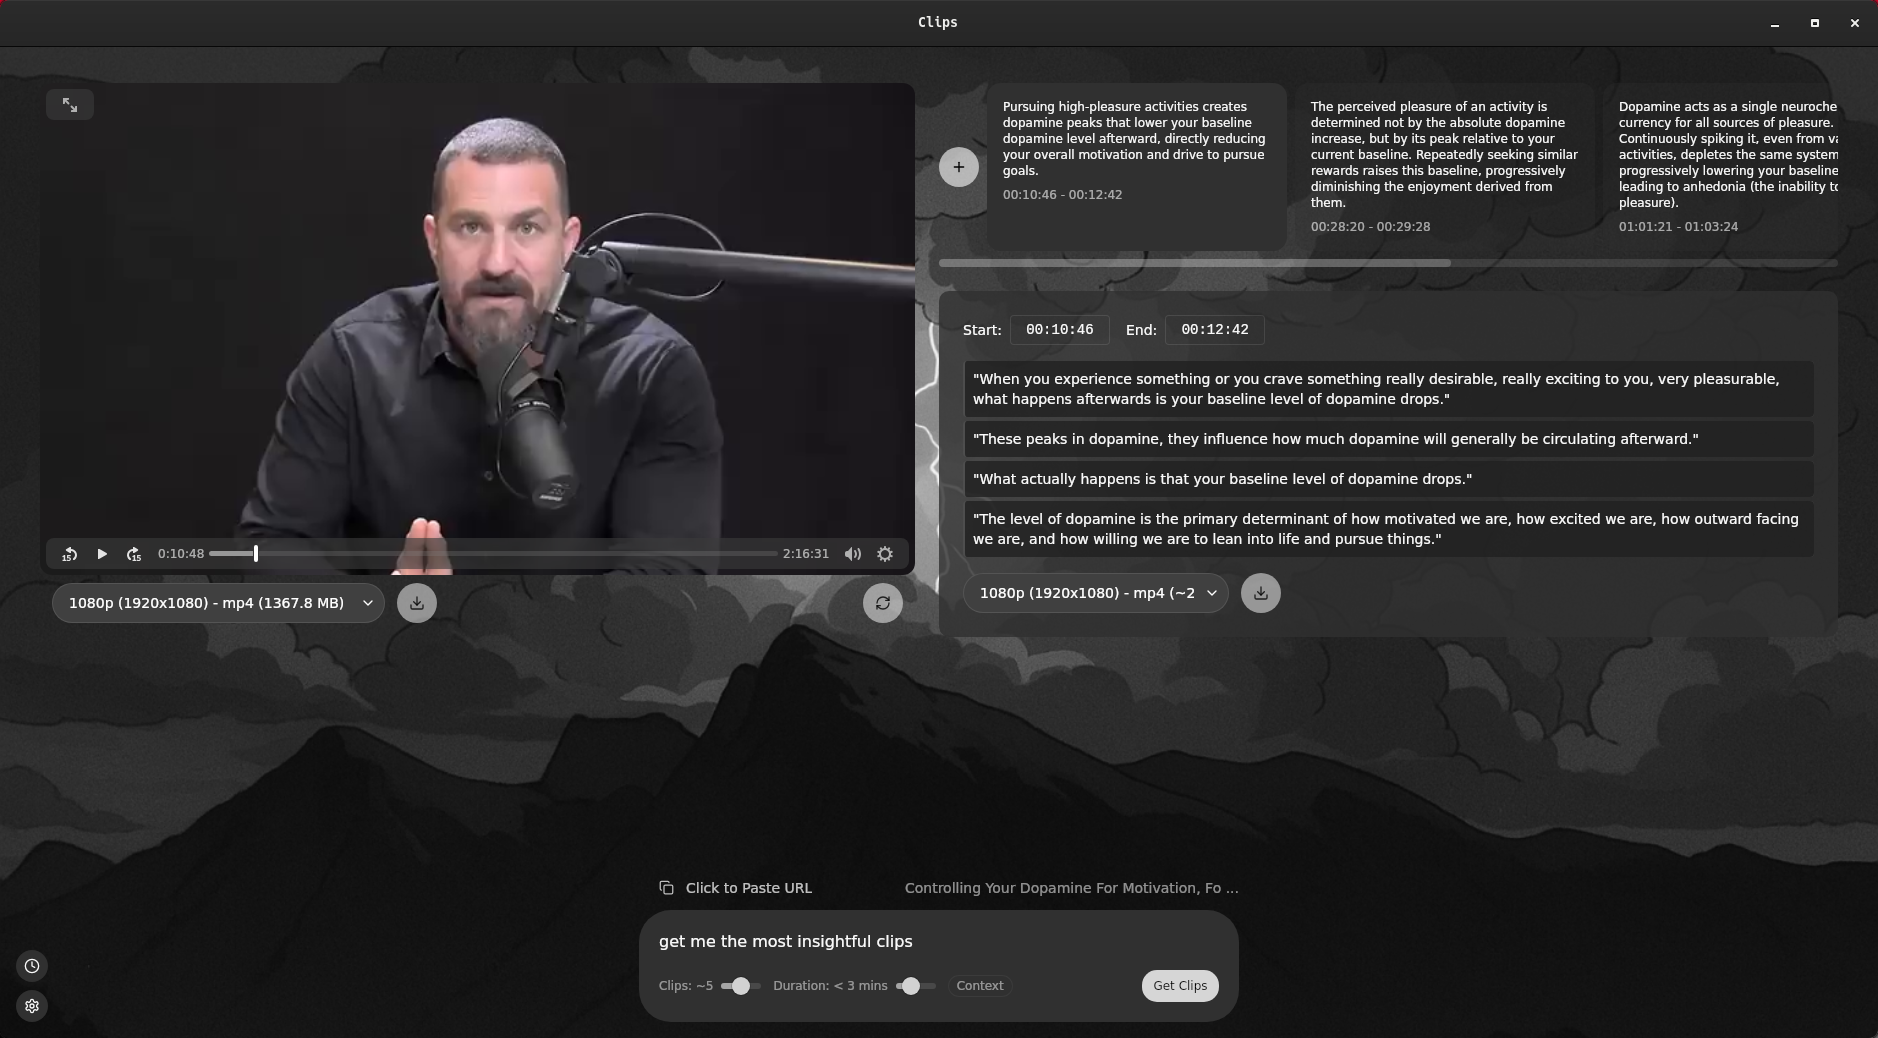 Clips
Pursuing high-pleasure activities creates
dopamine peaks that lower your baseline
dopamine level afterward, directly reducing
your overall motivation and drive to pursue
goals.
00:10:46 - 00:12:42
The perceived pleasure of an activity is
determined not by the absolute dopamine
increase, but by its peak relative to your
current baseline. Repeatedly seeking similar
rewards raises this baseline, progressively
diminishing the enjoyment derived from
them.
00:28:20 - 00:29:28
Dopamine acts as a single neuroche
currency for all sources of pleasure.
Continuously spiking it, even from va
activities, depletes the same system
progressively lowering your baseline
leading to anhedonia (the inability to
pleasure).
01:01:21 - 01:03:24
Start: 00:10:46 End: 00:12:42
"When you experience something or you crave something really desirable, really exciting to you, very pleasurable,
what happens afterwards is your baseline level of dopamine drops."
"These peaks in dopamine, they influence how much dopamine will generally be circulating afterward."
"What actually happens is that your baseline level of dopamine drops."
"The level of dopamine is the primary determinant of how motivated we are, how excited we are, how outward facing
we are, and how willing we are to lean into life and pursue things."
1080p (1920x1080) - mp4 (~2
15 15 0:10:48 2:16:31
1080p (1920x1080) - mp4 (1367.8 MB)
Click to Paste URL Controlling Your Dopamine For Motivation, Fo ...
get me the most insightful clips
Clips: ~5 Duration: < 3 mins Context Get Clips